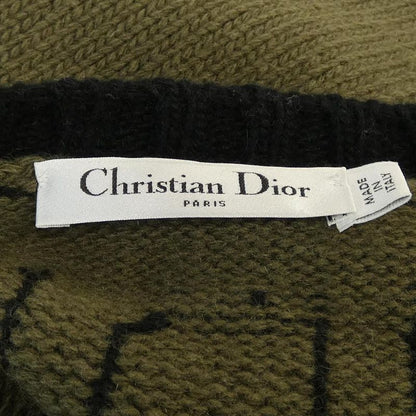 Christian Dior
PARIS
MADE
IN
ITALY